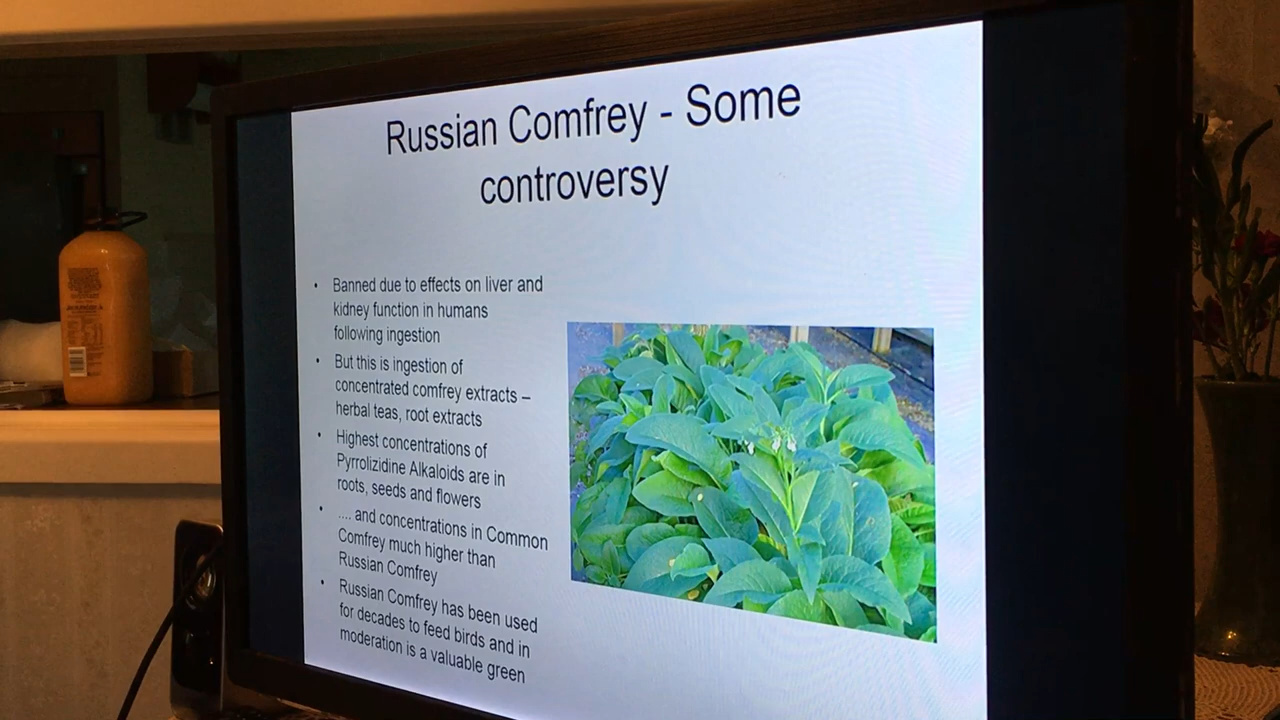 Russian Comfrey - Some
controversy
• Banned due to effects on liver and
kidney function in humans
following ingestion
• But this is ingestion of
concentrated comfrey extracts –
herbal teas, root extracts
• Highest concentrations of
Pyrrolizidine Alkaloids are in
roots, seeds and flowers
• .... and concentrations in Common
Comfrey much higher than
Russian Comfrey
• Russian Comfrey has been used
for decades to feed birds and in
moderation is a valuable green